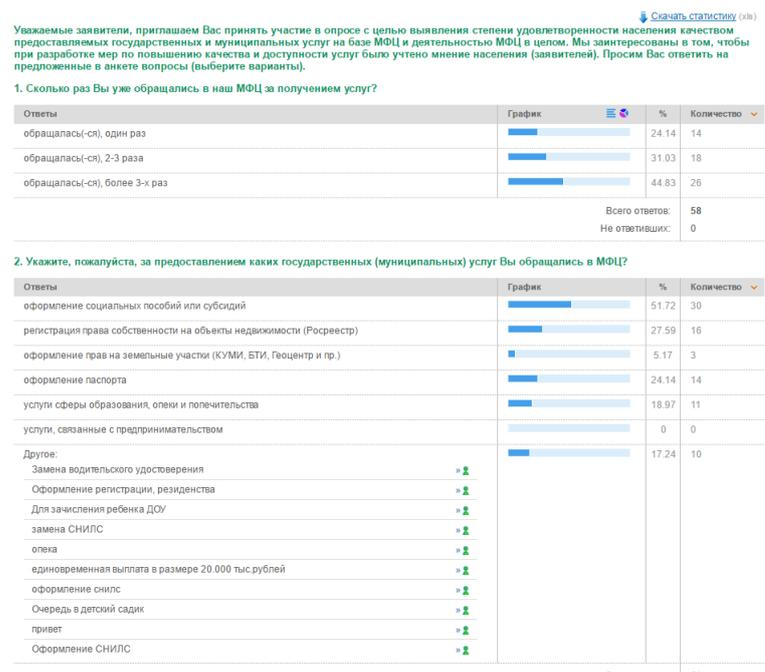 Скачать статистику (xls)
Уважаемые заявители, приглашаем Вас принять участие в опросе с целью выявления степени удовлетворенности населения качеством
предоставляемых государственных и муниципальных услуг на базе МФЦ и деятельностью МФЦ в целом. Мы заинтересованы в том, чтобы
при разработке мер по повышению качества и доступности услуг было учтено мнение населения (заявителей). Просим Вас ответить на
предложенные в анкете вопросы (выберите варианты).
1. Сколько раз Вы уже обращались в наш МФЦ за получением услуг?
Ответы График % Количество
обращалась(-ся), один раз 24.14 14
обращалась(-ся), 2-3 раза 31.03 18
обращалась(-ся), более 3-х раз 44.83 26
Всего ответов: 58
Не ответивших: 0
2. Укажите, пожалуйста, за предоставлением каких государственных (муниципальных) услуг Вы обращались в МФЦ?
Ответы График % Количество
оформление социальных пособий или субсидий 51.72 30
регистрация права собственности на объекты недвижимости (Росреестр) 27.59 16
оформление прав на земельные участки (КУМИ, БТИ, Геоцентр и пр.) 5.17 3
оформление паспорта 24.14 14
услуги сферы образования, опеки и попечительства 18.97 11
услуги, связанные с предпринимательством 0 0
Другое: 17.24 10
Замена водительского удостоверения »
Оформление регистрации, резиденства »
Для зачисления ребенка ДОУ »
замена СНИЛС »
опека »
единовременная выплата в размере 20.000 тыс.рублей »
оформление снилс »
Очередь в детский садик »
привет »
Оформление СНИЛС »